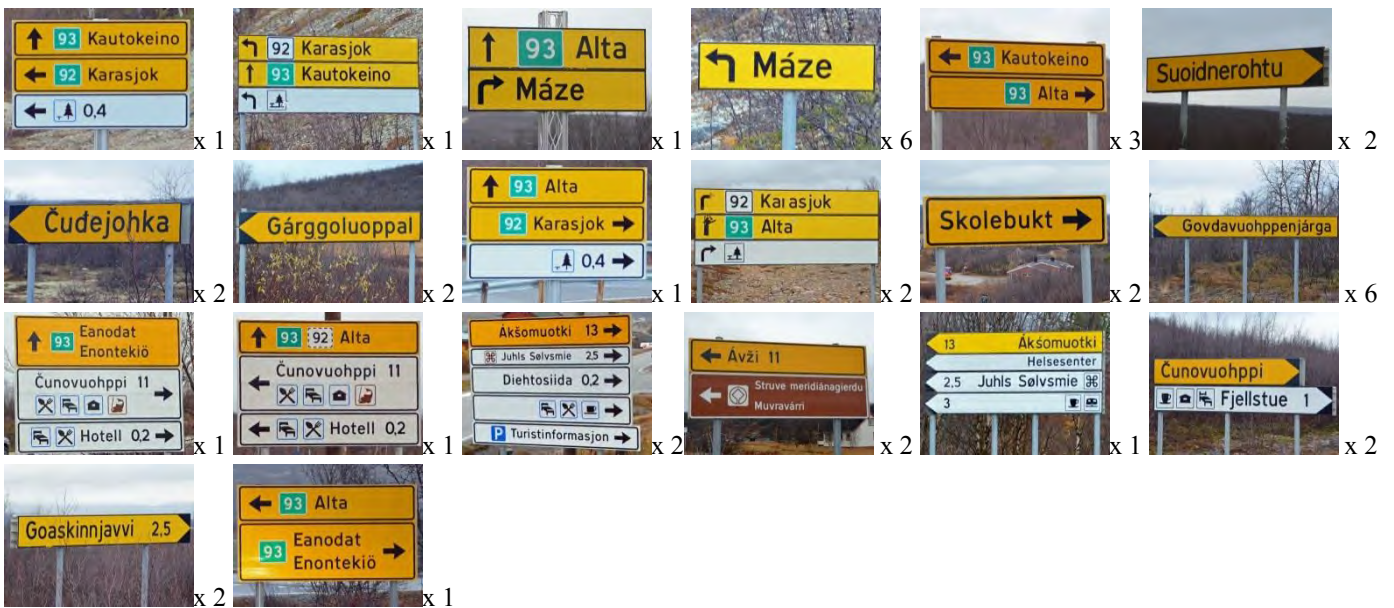 93 Kautokeino
92 Karasjok
0,4
x 1
92 Karasjok
93 Kautokeino
x 1
93 Alta
Máze
x 1
Máze
x 6
93 Kautokeino
93 Alta
x 3
Suoidnerohtu
x 2
Čudejohka
x 2
Gárggoluoppal
x 2
93 Alta
92 Karasjok
0,4
x 1
92 Karasjok
93 Alta
x 2
Skolebukt
x 2
Govdavuohppenjárga
x 6
93 Eanodat
Enontekiö
Čunovuohppi 11
Hotell 0,2
x 1
93 92 Alta
Čunovuohppi 11
Hotell 0,2
x 1
Ákšomuotki 13
Juhls Sølvsmie 2,5
Diehtosiida 0,2
P Turistinformasjon
x 2
Ávži 11
Struve meridiánagierdu
Muvravárri
x 2
13 Ákšomuotki
Helsesenter
2,5 Juhls Sølvsmie
3
x 1
Čunovuohppi
Fjellstue 1
x 2
Goaskinnjavvi 2,5
x 2
93 Alta
93 Eanodat
Enontekiö
x 1